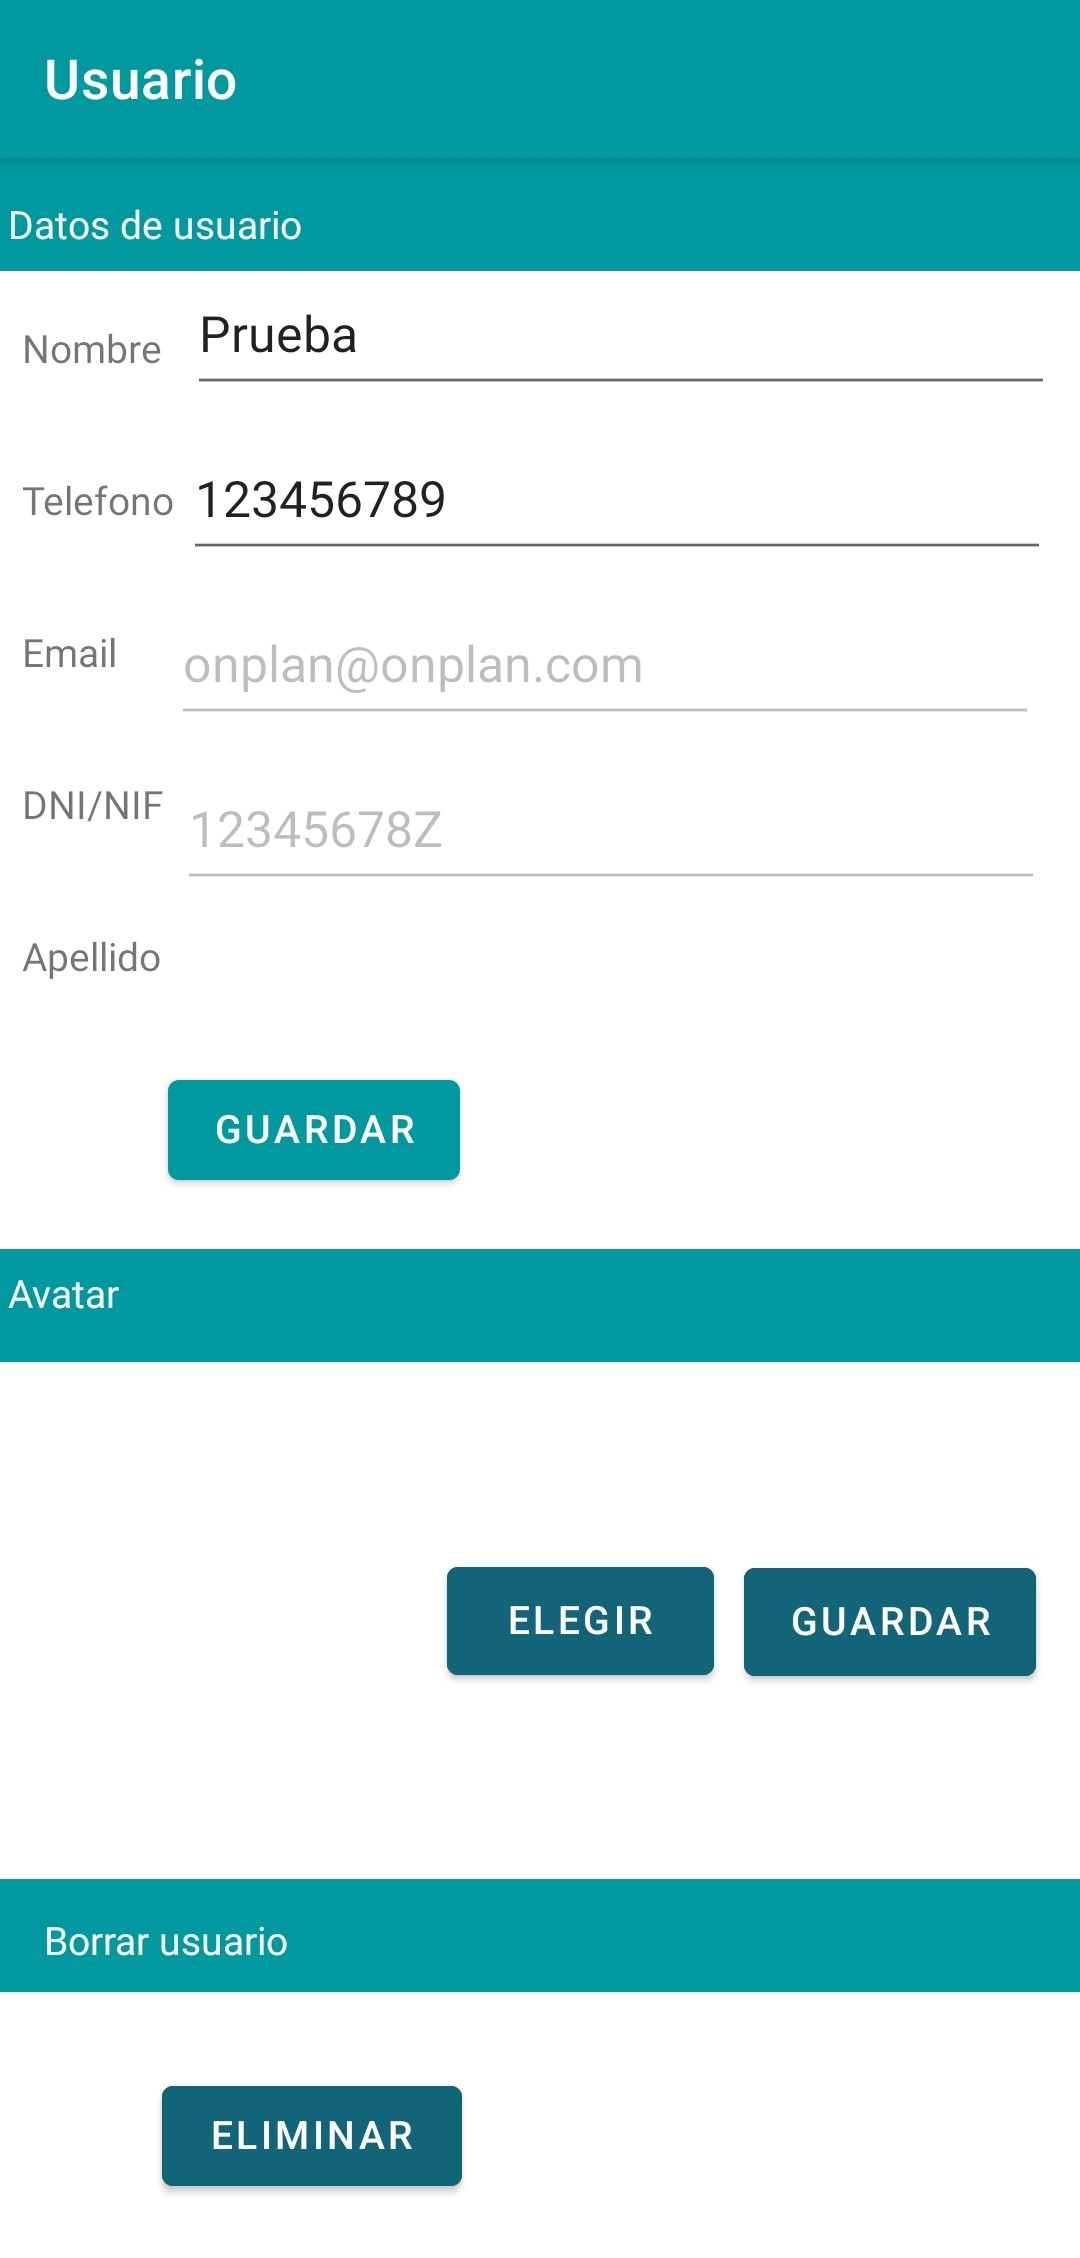 Usuario
Datos de usuario
Nombre Prueba
Telefono 123456789
Email onplan@onplan.com
DNI/NIF 12345678Z
Apellido
GUARDAR
Avatar
ELEGIR GUARDAR
Borrar usuario
ELIMINAR